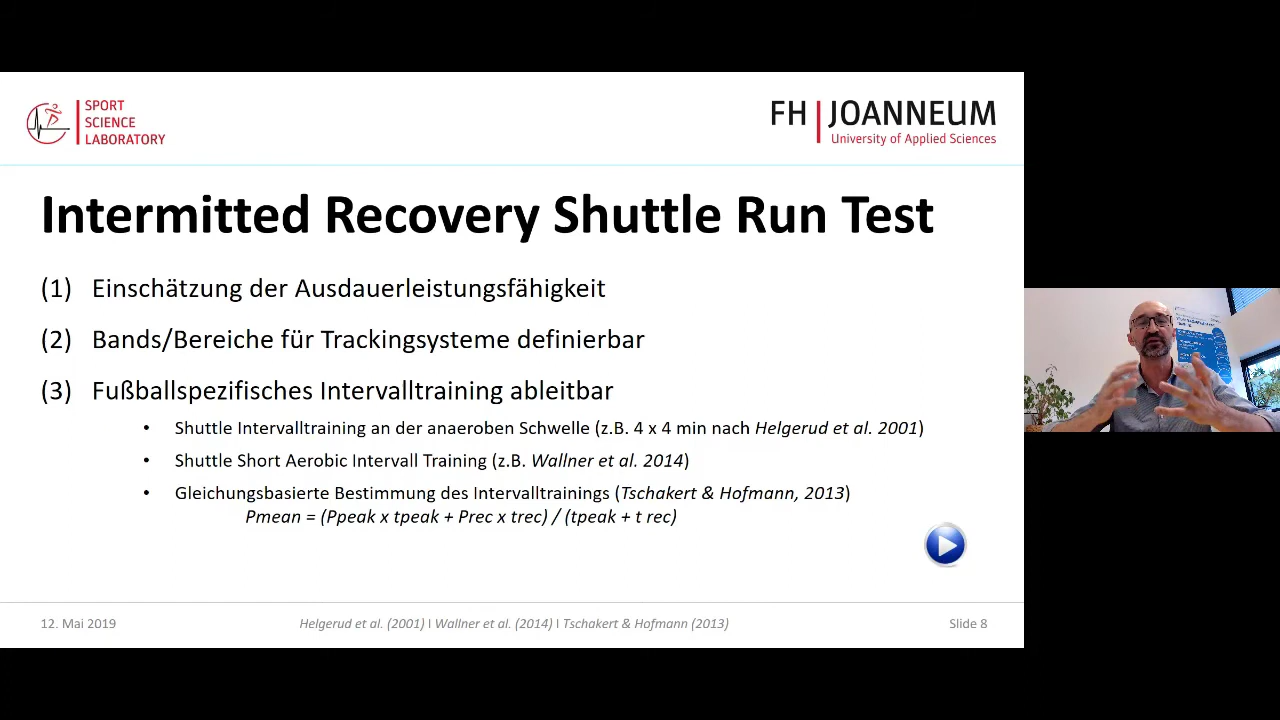 SPORT
SCIENCE
LABORATORY
FH JOANNEUM
University of Applied Sciences
Intermitted Recovery Shuttle Run Test
(1) Einschätzung der Ausdauerleistungsfähigkeit
(2) Bands/Bereiche für Trackingsysteme definierbar
(3) Fußballspezifisches Intervalltraining ableitbar
• Shuttle Intervalltraining an der anaeroben Schwelle (z.B. 4 x 4 min nach Helgerud et al. 2001)
• Shuttle Short Aerobic Intervall Training (z.B. Wallner et al. 2014)
• Gleichungsbasierte Bestimmung des Intervalltrainings (Tschakert & Hofmann, 2013)
Pmean = (Ppeak x tpeak + Prec x trec) / (tpeak + t rec)
12. Mai 2019
Helgerud et al. (2001) I Wallner et al. (2014) I Tschakert & Hofmann (2013)
Slide 8